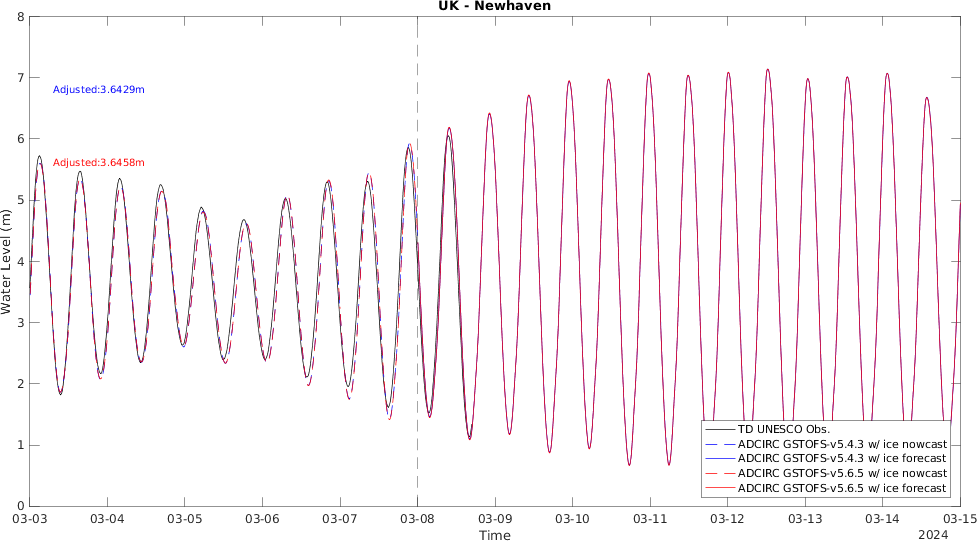 UK - Newhaven
8
7
6
5
4
3
2
1
0
Water Level (m)
Adjusted:3.6429m
Adjusted:3.6458m
TD UNESCO Obs.
ADCIRC GSTOFS-v5.4.3 w/ ice nowcast
ADCIRC GSTOFS-v5.4.3 w/ ice forecast
ADCIRC GSTOFS-v5.6.5 w/ ice nowcast
ADCIRC GSTOFS-v5.6.5 w/ ice forecast
03-03 03-04 03-05 03-06 03-07 03-08 03-09 03-10 03-11 03-12 03-13 03-14 03-15
Time
2024